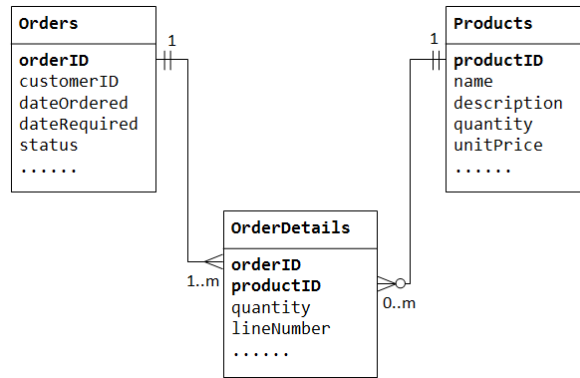 Orders
orderID
customerID
dateOrdered
dateRequired
status
......
1
1
Products
productID
name
description
quantity
unitPrice
......
OrderDetails
orderID
productID
quantity
lineNumber
......
1..m
0..m